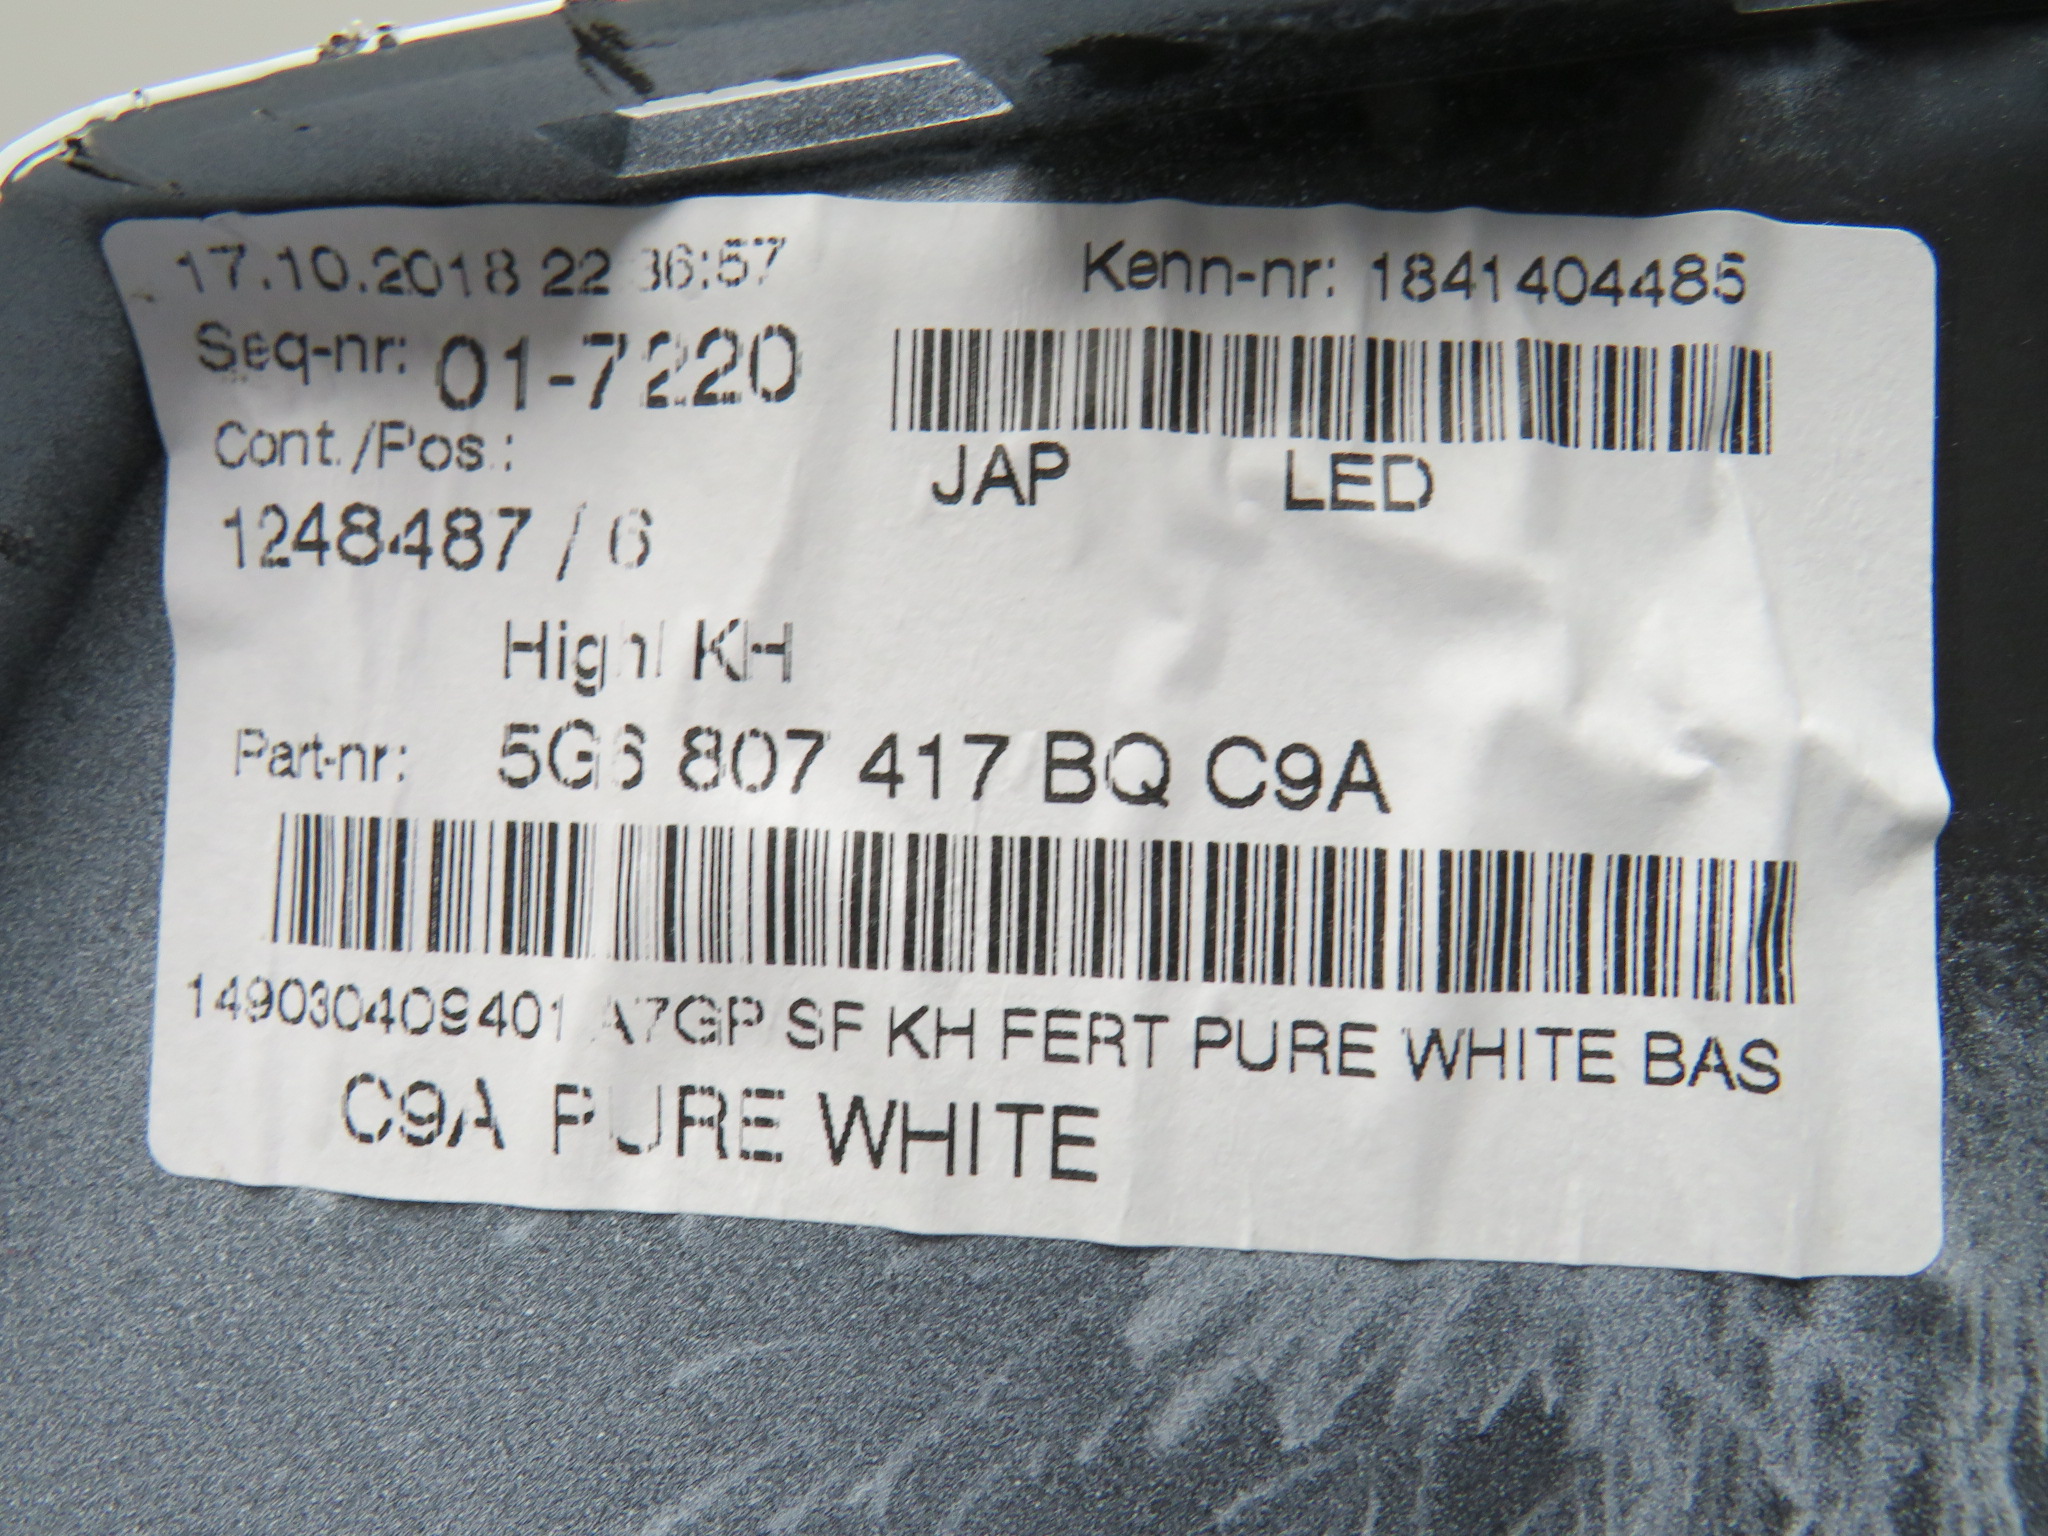 17.10.2018 22 36:57
Kenn-nr: 1841404485
Seq-nr: 01-7220
Cont./Pos.:
JAP LED
1248487 / 6
High/ KH
Part-nr: 5G6 807 417 BQ C9A
149030409401 A7GP SF KH FERT PURE WHITE BAS
C9A PURE WHITE